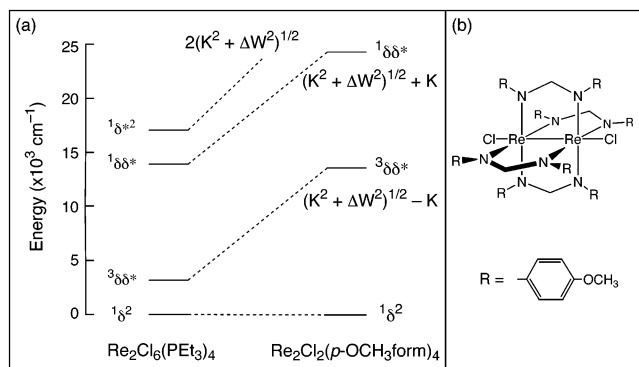 (a)
25
20
15
10
5
0
Energy (x10³ cm⁻¹)
2(K² + ΔW²)¹/²
¹δ*²
¹δδ*
³δδ*
¹δ²
¹δδ*
(K² + ΔW²)¹/² + K
³δδ*
(K² + ΔW²)¹/² – K
¹δ²
Re₂Cl₆(PEt₃)₄
Re₂Cl₂(p-OCH₃form)₄
(b)
R R
N N
R
N N
R
Cl Re Re Cl
R N N R
N N
R R
R = OCH₃